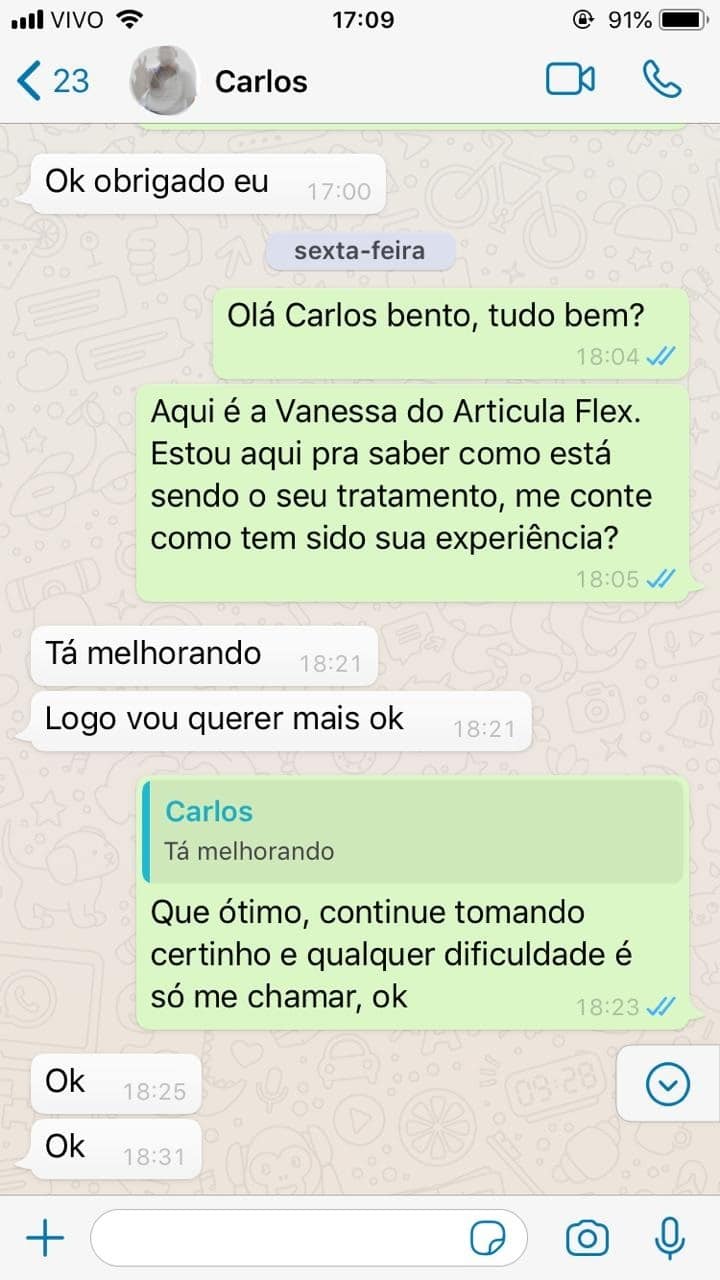 VIVO 17:09 91%
23 Carlos
Ok obrigado eu 17:00
sexta-feira
Olá Carlos bento, tudo bem?
18:04
Aqui é a Vanessa do Articula Flex.
Estou aqui pra saber como está
sendo o seu tratamento, me conte
como tem sido sua experiência?
18:05
Tá melhorando 18:21
Logo vou querer mais ok 18:21
Carlos
Tá melhorando
Que ótimo, continue tomando
certinho e qualquer dificuldade é
só me chamar, ok 18:23
Ok 18:25
09:28
Ok 18:31